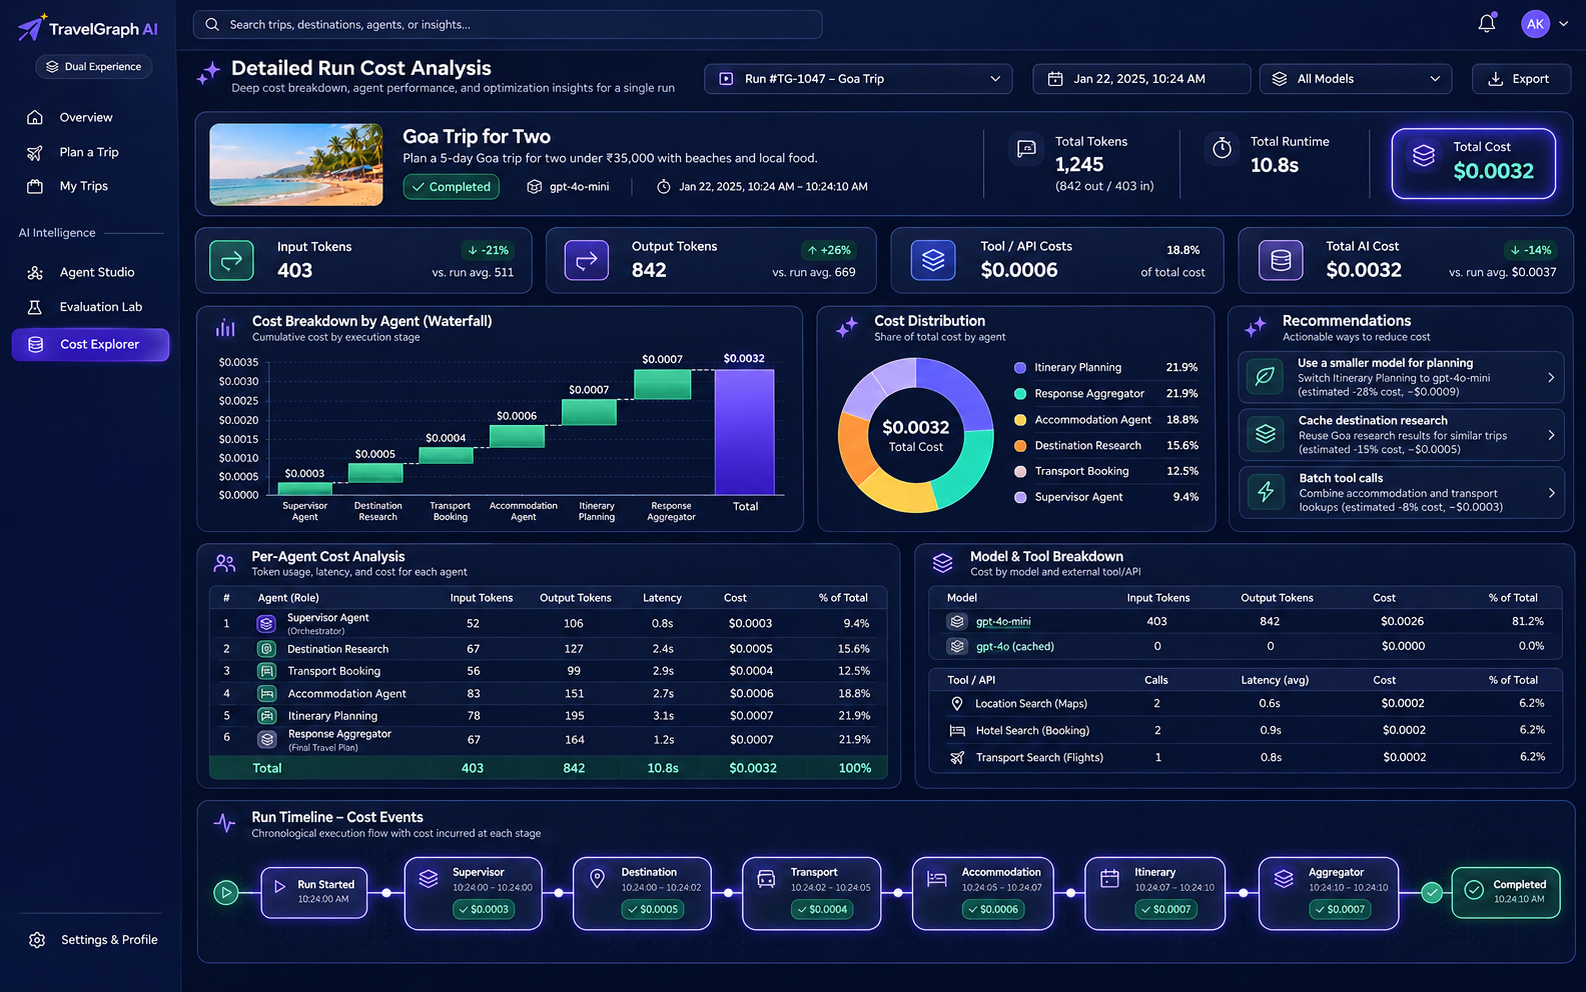 TravelGraph AI
Dual Experience
Overview
Plan a Trip
My Trips
AI Intelligence
Agent Studio
Evaluation Lab
Cost Explorer
Settings & Profile
Search trips, destinations, agents, or insights...
AK
Detailed Run Cost Analysis
Deep cost breakdown, agent performance, and optimization insights for a single run
Run #TG-1047 – Goa Trip
Jan 22, 2025, 10:24 AM
All Models
Export
Goa Trip for Two
Plan a 5-day Goa trip for two under ₹35,000 with beaches and local food.
Completed
gpt-4o-mini
Jan 22, 2025, 10:24 AM – 10:24:10 AM
Total Tokens
1,245
(842 out / 403 in)
Total Runtime
10.8s
Total Cost
$0.0032
Input Tokens
403
↓ -21%
vs. run avg. 511
Output Tokens
842
↑ +26%
vs. run avg. 669
Tool / API Costs
$0.0006
18.8%
of total cost
Total AI Cost
$0.0032
↓ -14%
vs. run avg. $0.0037
Cost Breakdown by Agent (Waterfall)
Cumulative cost by execution stage
$0.0035
$0.0030
$0.0025
$0.0020
$0.0015
$0.0010
$0.0005
$0.0000
$0.0003
$0.0005
$0.0004
$0.0006
$0.0007
$0.0007
$0.0032
Supervisor
Agent
Destination
Research
Transport
Booking
Accommodation
Agent
Itinerary
Planning
Response
Aggregator
Total
Cost Distribution
Share of total cost by agent
$0.0032
Total Cost
Itinerary Planning 21.9%
Response Aggregator 21.9%
Accommodation Agent 18.8%
Destination Research 15.6%
Transport Booking 12.5%
Supervisor Agent 9.4%
Recommendations
Actionable ways to reduce cost
Use a smaller model for planning
Switch Itinerary Planning to gpt-4o-mini
(estimated -28% cost, −$0.0009)
Cache destination research
Reuse Goa research results for similar trips
(estimated -15% cost, −$0.0005)
Batch tool calls
Combine accommodation and transport
lookups (estimated -8% cost, −$0.0003)
Per-Agent Cost Analysis
Token usage, latency, and cost for each agent
# Agent (Role) Input Tokens Output Tokens Latency Cost % of Total
1 Supervisor Agent 52 106 0.8s $0.0003 9.4%
(Orchestrator)
2 Destination Research 67 127 2.4s $0.0005 15.6%
3 Transport Booking 56 99 2.9s $0.0004 12.5%
4 Accommodation Agent 83 151 2.7s $0.0006 18.8%
5 Itinerary Planning 78 195 3.1s $0.0007 21.9%
6 Response Aggregator 67 164 1.2s $0.0007 21.9%
(Final Travel Plan)
Total 403 842 10.8s $0.0032 100%
Model & Tool Breakdown
Cost by model and external tool/API
Model Input Tokens Output Tokens Cost % of Total
gpt-4o-mini 403 842 $0.0026 81.2%
gpt-4o (cached) 0 0 $0.0000 0.0%
Tool / API Calls Latency (avg) Cost % of Total
Location Search (Maps) 2 0.6s $0.0002 6.2%
Hotel Search (Booking) 2 0.9s $0.0002 6.2%
Transport Search (Flights) 1 0.8s $0.0002 6.2%
Run Timeline – Cost Events
Chronological execution flow with cost incurred at each stage
Run Started
10:24:00 AM
Supervisor
10:24:00 – 10:24:00
$0.0003
Destination
10:24:00 – 10:24:02
$0.0005
Transport
10:24:02 – 10:24:05
$0.0004
Accommodation
10:24:05 – 10:24:07
$0.0006
Itinerary
10:24:07 – 10:24:10
$0.0007
Aggregator
10:24:10 – 10:24:10
$0.0007
Completed
10:24:10 AM